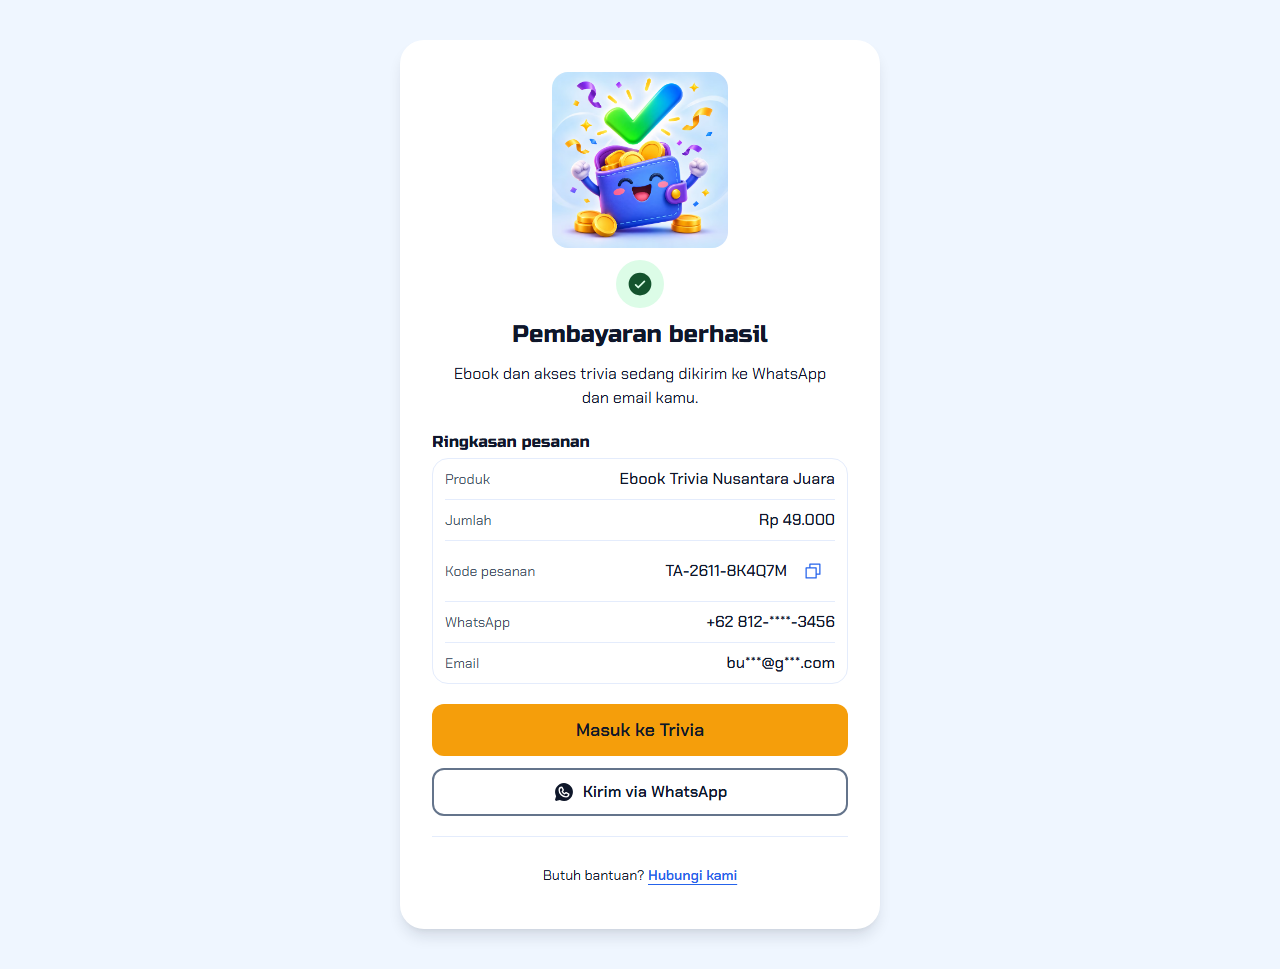 Pembayaran berhasil
Ebook dan akses trivia sedang dikirim ke WhatsApp
dan email kamu.
Ringkasan pesanan
Produk Ebook Trivia Nusantara Juara
Jumlah Rp 49.000
Kode pesanan TA-2611-8K4Q7M
WhatsApp +62 812-****-3456
Email bu***@g***.com
Masuk ke Trivia
Kirim via WhatsApp
Butuh bantuan? Hubungi kami